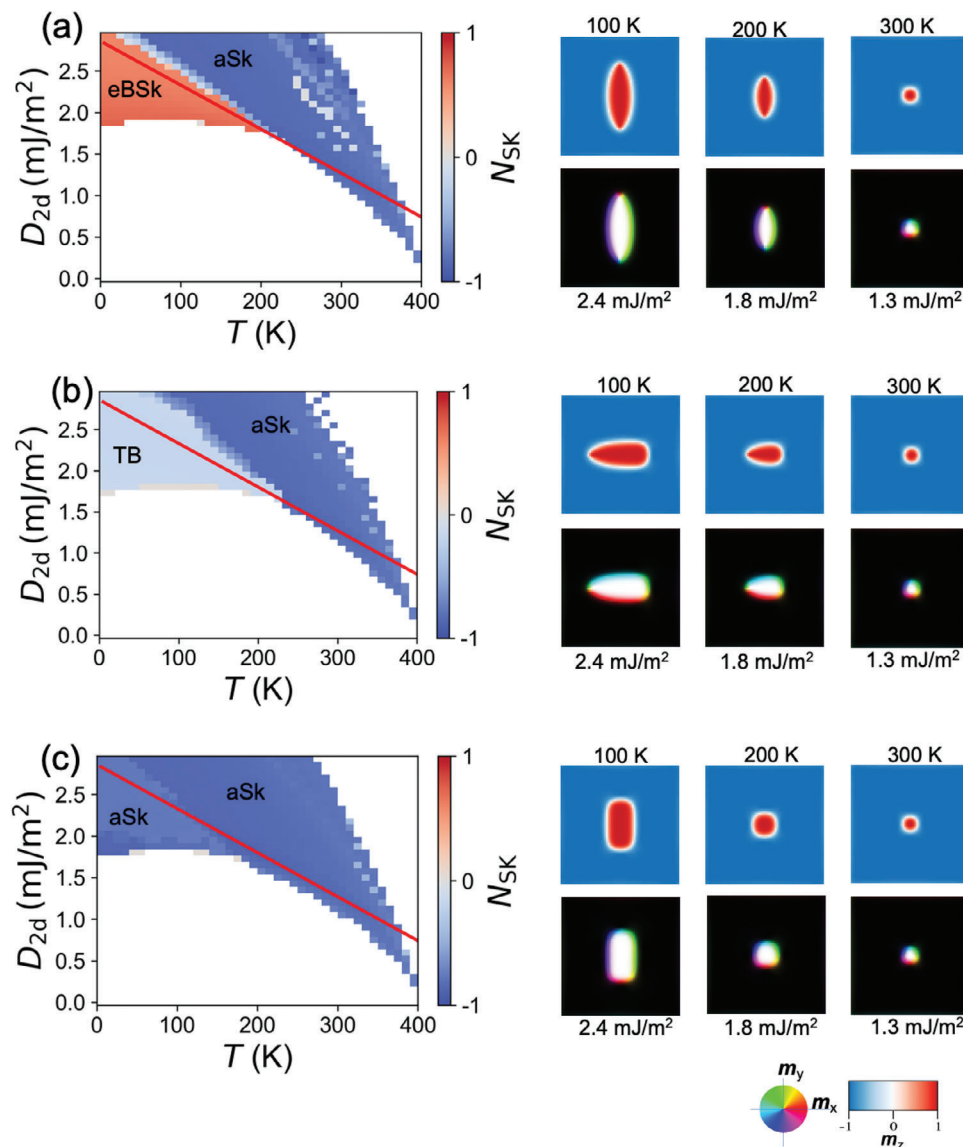 (a)
2.5
2.0
1.5
1.0
0.5
0.0
D2d (mJ/m²)
eBSk
aSk
0 100 200 300 400
T (K)
1
0
-1
NSK
100 K 200 K 300 K
2.4 mJ/m² 1.8 mJ/m² 1.3 mJ/m²
(b)
2.5
2.0
1.5
1.0
0.5
0.0
D2d (mJ/m²)
TB
aSk
0 100 200 300 400
T (K)
1
0
-1
NSK
100 K 200 K 300 K
2.4 mJ/m² 1.8 mJ/m² 1.3 mJ/m²
(c)
2.5
2.0
1.5
1.0
0.5
0.0
D2d (mJ/m²)
aSk
aSk
0 100 200 300 400
T (K)
1
0
-1
NSK
100 K 200 K 300 K
2.4 mJ/m² 1.8 mJ/m² 1.3 mJ/m²
my
mx
-1 0 1
mz